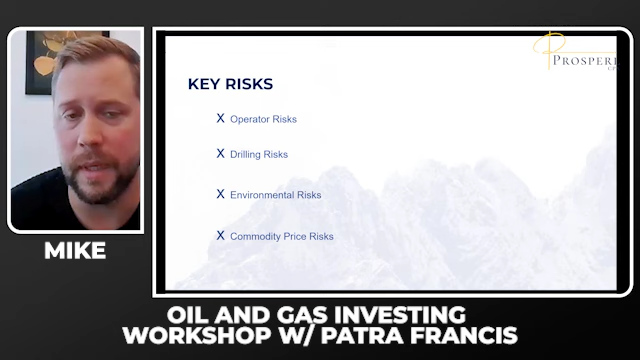 PROSPERL
KEY RISKS
X Operator Risks
X Drilling Risks
X Environmental Risks
X Commodity Price Risks
MIKE
OIL AND GAS INVESTING
WORKSHOP W/ PATRA FRANCIS